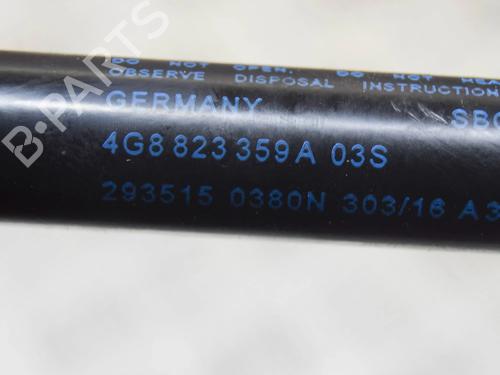 DO NOT OPEN. DO NOT HEA
OBSERVE DISPOSAL INSTRUCTION
GERMANY SBC
4G8 823 359A 03S
293515 0380N 303/16 A3
B-PARTS